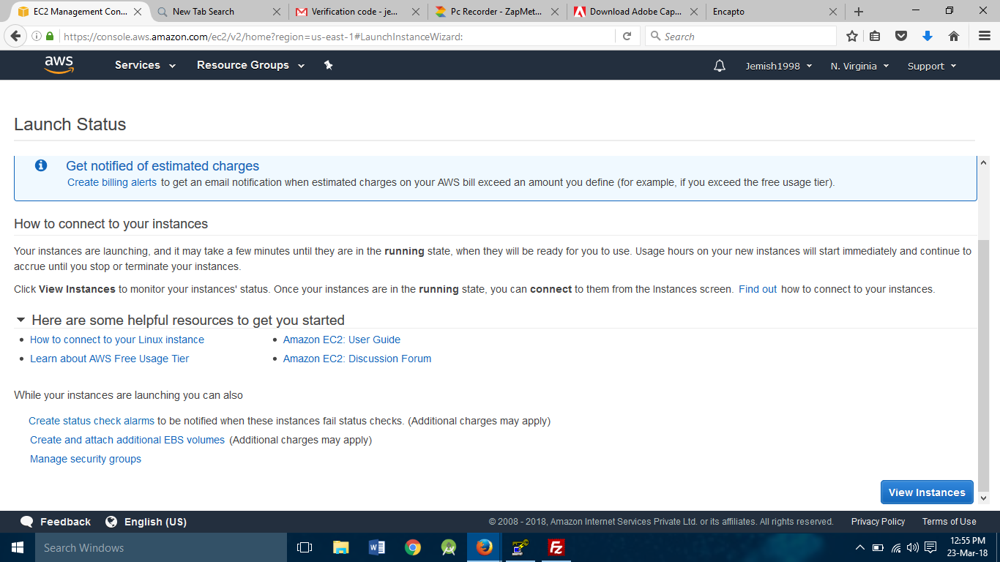 EC2 Management Con...
New Tab Search
Verification code - je...
Pc Recorder - ZapMet...
Download Adobe Cap...
Encapto
https://console.aws.amazon.com/ec2/v2/home?region=us-east-1#LaunchInstanceWizard:
Search
aws
Services
Resource Groups
Jemish1998
N. Virginia
Support
Launch Status
Get notified of estimated charges
Create billing alerts to get an email notification when estimated charges on your AWS bill exceed an amount you define (for example, if you exceed the free usage tier).
How to connect to your instances
Your instances are launching, and it may take a few minutes until they are in the running state, when they will be ready for you to use. Usage hours on your new instances will start immediately and continue to
accrue until you stop or terminate your instances.
Click View Instances to monitor your instances' status. Once your instances are in the running state, you can connect to them from the Instances screen. Find out how to connect to your instances.
Here are some helpful resources to get you started
• How to connect to your Linux instance
• Amazon EC2: User Guide
• Learn about AWS Free Usage Tier
• Amazon EC2: Discussion Forum
While your instances are launching you can also
Create status check alarms to be notified when these instances fail status checks. (Additional charges may apply)
Create and attach additional EBS volumes (Additional charges may apply)
Manage security groups
View Instances
Feedback
English (US)
© 2008 - 2018, Amazon Internet Services Private Ltd. or its affiliates. All rights reserved.
Privacy Policy
Terms of Use
Search Windows
12:55 PM
23-Mar-18